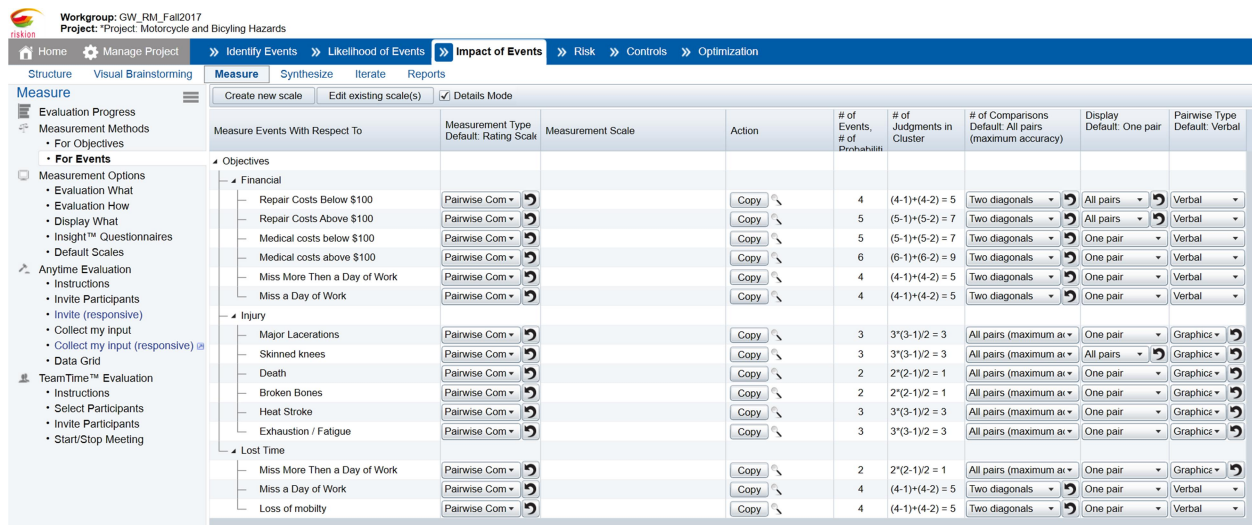 riskion
Workgroup: GW_RM_Fall2017
Project: "Project: Motorcycle and Bicyling Hazards
Home Manage Project Identify Events Likelihood of Events Impact of Events Risk Controls Optimization
Structure Visual Brainstorming Measure Synthesize Iterate Reports
Measure
Evaluation Progress
Measurement Methods
• For Objectives
• For Events
Measurement Options
• Evaluation What
• Evaluation How
• Display What
• Insight™ Questionnaires
• Default Scales
Anytime Evaluation
• Instructions
• Invite Participants
• Invite (responsive)
• Collect my input
• Collect my input (responsive)
• Data Grid
TeamTime™ Evaluation
• Instructions
• Select Participants
• Invite Participants
• Start/Stop Meeting
Create new scale Edit existing scale(s) Details Mode
Measure Events With Respect To
Measurement Type
Default: Rating Scale
Measurement Scale
Action
# of
Events,
# of
Probabiliti
# of
Judgments in
Cluster
# of Comparisons
Default: All pairs
(maximum accuracy)
Display
Default: One pair
Pairwise Type
Default: Verbal
Objectives
Financial
Repair Costs Below $100 Pairwise Com Copy 4 (4-1)+(4-2) = 5 Two diagonals All pairs Verbal
Repair Costs Above $100 Pairwise Com Copy 5 (5-1)+(5-2) = 7 Two diagonals All pairs Verbal
Medical costs below $100 Pairwise Com Copy 5 (5-1)+(5-2) = 7 Two diagonals One pair Verbal
Medical costs above $100 Pairwise Com Copy 6 (6-1)+(6-2) = 9 Two diagonals One pair Verbal
Miss More Then a Day of Work Pairwise Com Copy 4 (4-1)+(4-2) = 5 Two diagonals One pair Verbal
Miss a Day of Work Pairwise Com Copy 4 (4-1)+(4-2) = 5 Two diagonals One pair Verbal
Injury
Major Lacerations Pairwise Com Copy 3 3*(3-1)/2 = 3 All pairs (maximum ac One pair Graphica
Skinned knees Pairwise Com Copy 3 3*(3-1)/2 = 3 All pairs (maximum ac All pairs Graphica
Death Pairwise Com Copy 2 2*(2-1)/2 = 1 All pairs (maximum ac One pair Graphica
Broken Bones Pairwise Com Copy 2 2*(2-1)/2 = 1 All pairs (maximum ac One pair Graphica
Heat Stroke Pairwise Com Copy 3 3*(3-1)/2 = 3 All pairs (maximum ac One pair Graphica
Exhaustion / Fatigue Pairwise Com Copy 3 3*(3-1)/2 = 3 All pairs (maximum ac One pair Graphica
Lost Time
Miss More Then a Day of Work Pairwise Com Copy 2 2*(2-1)/2 = 1 All pairs (maximum ac One pair Graphica
Miss a Day of Work Pairwise Com Copy 4 (4-1)+(4-2) = 5 Two diagonals One pair Verbal
Loss of mobilty Pairwise Com Copy 4 (4-1)+(4-2) = 5 Two diagonals One pair Verbal